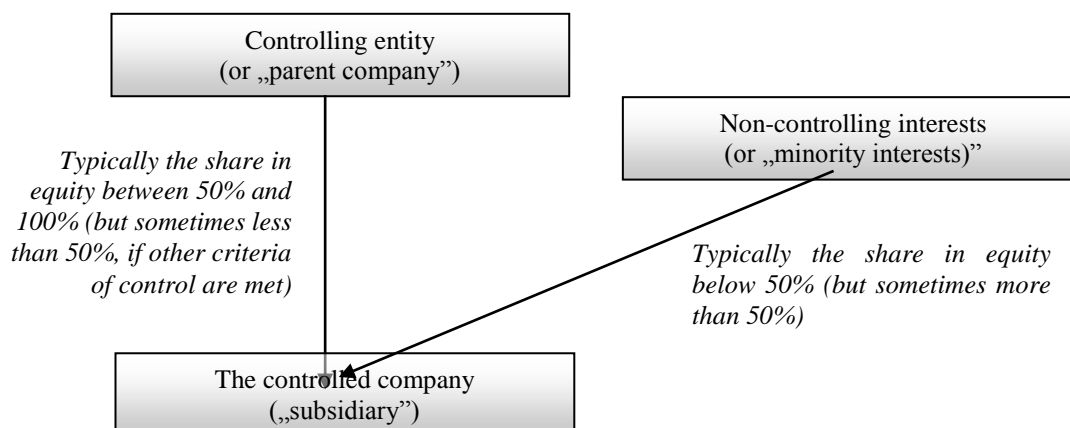 Controlling entity
(or „parent company”)
Non-controlling interests
(or „minority interests)”
Typically the share in
equity between 50% and
100% (but sometimes less
than 50%, if other criteria
of control are met)
Typically the share in equity
below 50% (but sometimes more
than 50%)
The controlled company
(„subsidiary”)